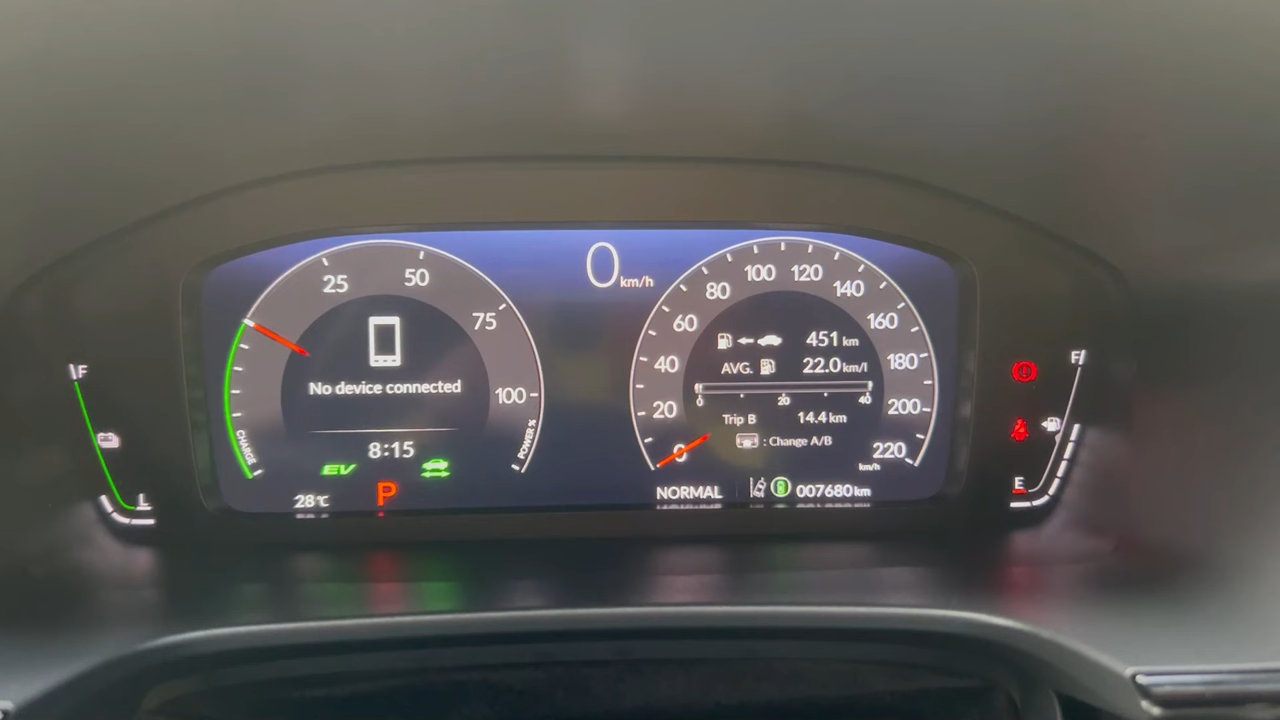 0 km/h
25 50 75 100
CHARGE
POWER %
No device connected
8:15
EV
28°C
P
0 20 40 60 80 100 120 140 160 180 200 220
km/h
451 km
AVG. 22.0 km/l
0 20 40
Trip B 14.4 km
: Change A/B
NORMAL
007680 km
F
L
F
E